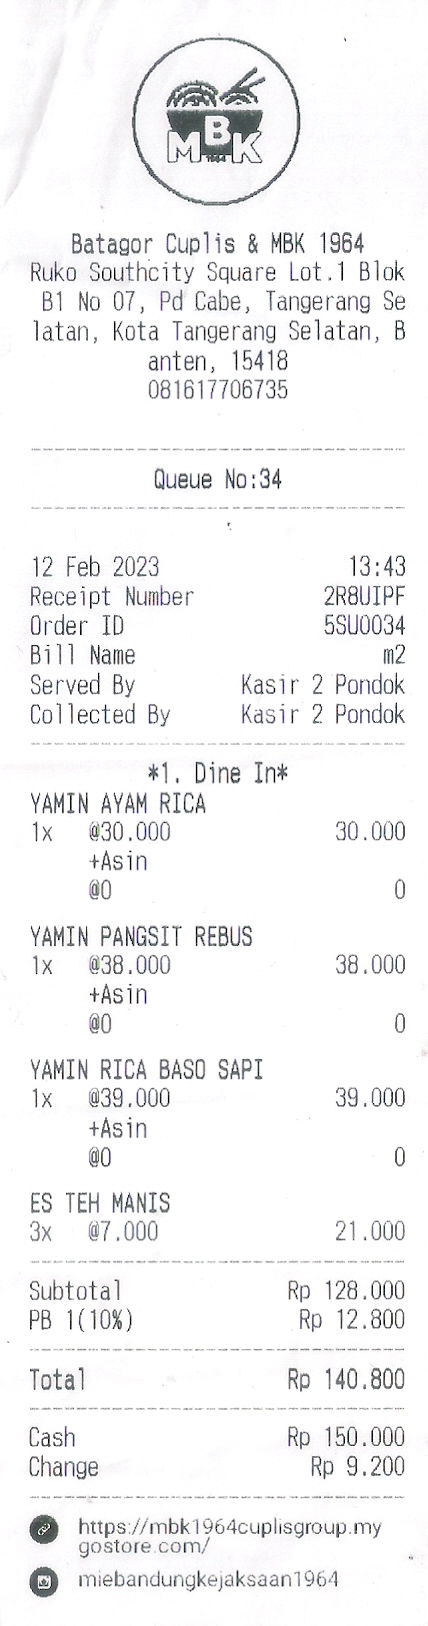 MBK
1964
Batagor Cuplis & MBK 1964
Ruko Southcity Square Lot.1 Blok
B1 No 07, Pd Cabe, Tangerang Se
latan, Kota Tangerang Selatan, B
anten, 15418
081617706735
Queue No:34
12 Feb 2023 13:43
Receipt Number 2R8UIPF
Order ID 5SU0034
Bill Name m2
Served By Kasir 2 Pondok
Collected By Kasir 2 Pondok
*1. Dine In*
YAMIN AYAM RICA
1x @30.000 30.000
+Asin
@0 0
YAMIN PANGSIT REBUS
1x @38.000 38.000
+Asin
@0 0
YAMIN RICA BASO SAPI
1x @39.000 39.000
+Asin
@0 0
ES TEH MANIS
3x @7.000 21.000
Subtotal Rp 128.000
PB 1(10%) Rp 12.800
Total Rp 140.800
Cash Rp 150.000
Change Rp 9.200
https://mbk1964cuplisgroup.my
gostore.com/
miebandungkejaksaan1964